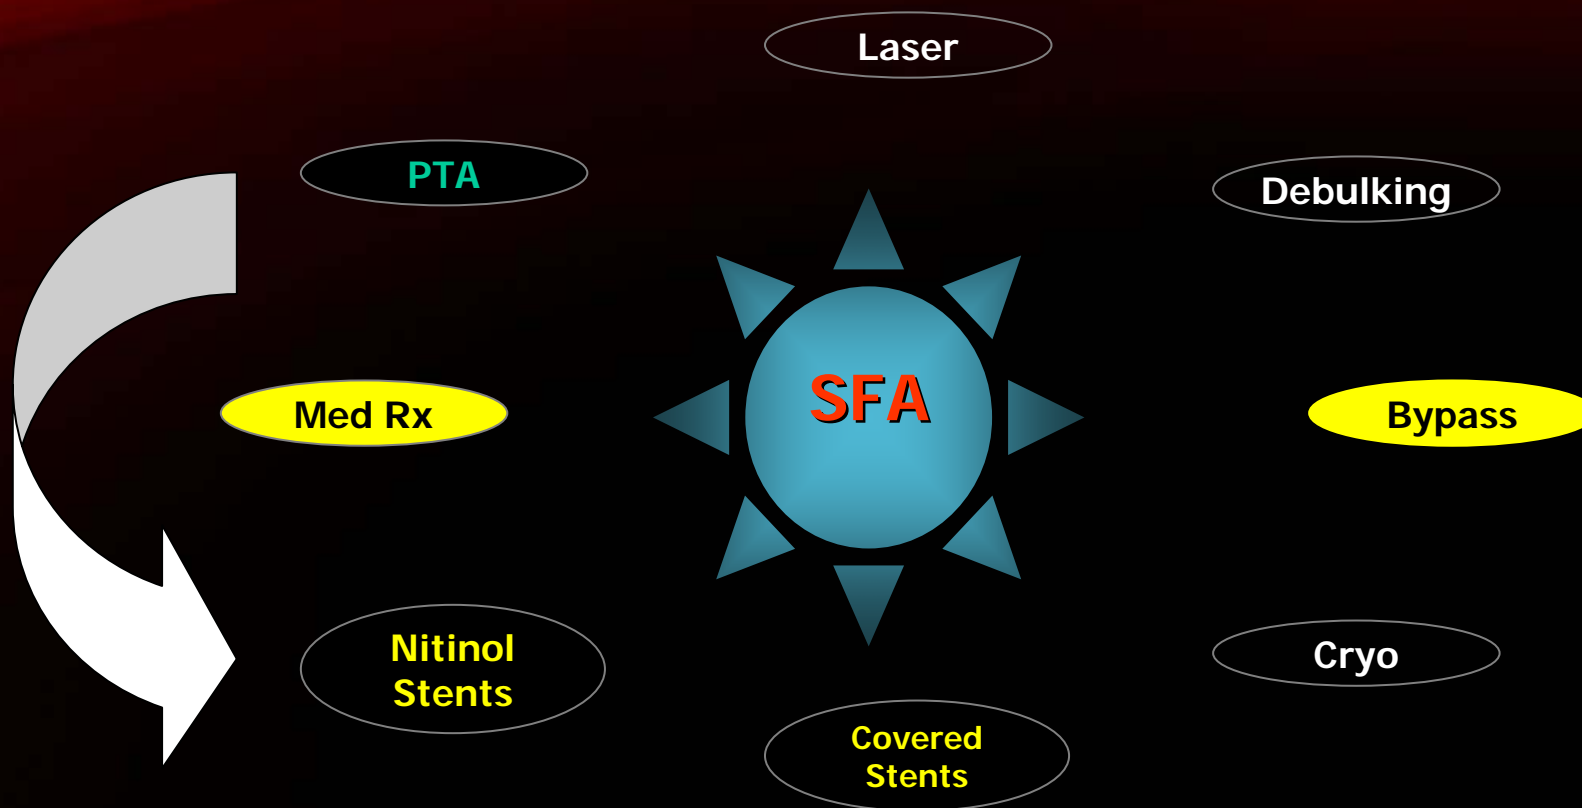 Laser
PTA
Debulking
SFA
Med Rx
Bypass
Nitinol
Stents
Cryo
Covered
Stents